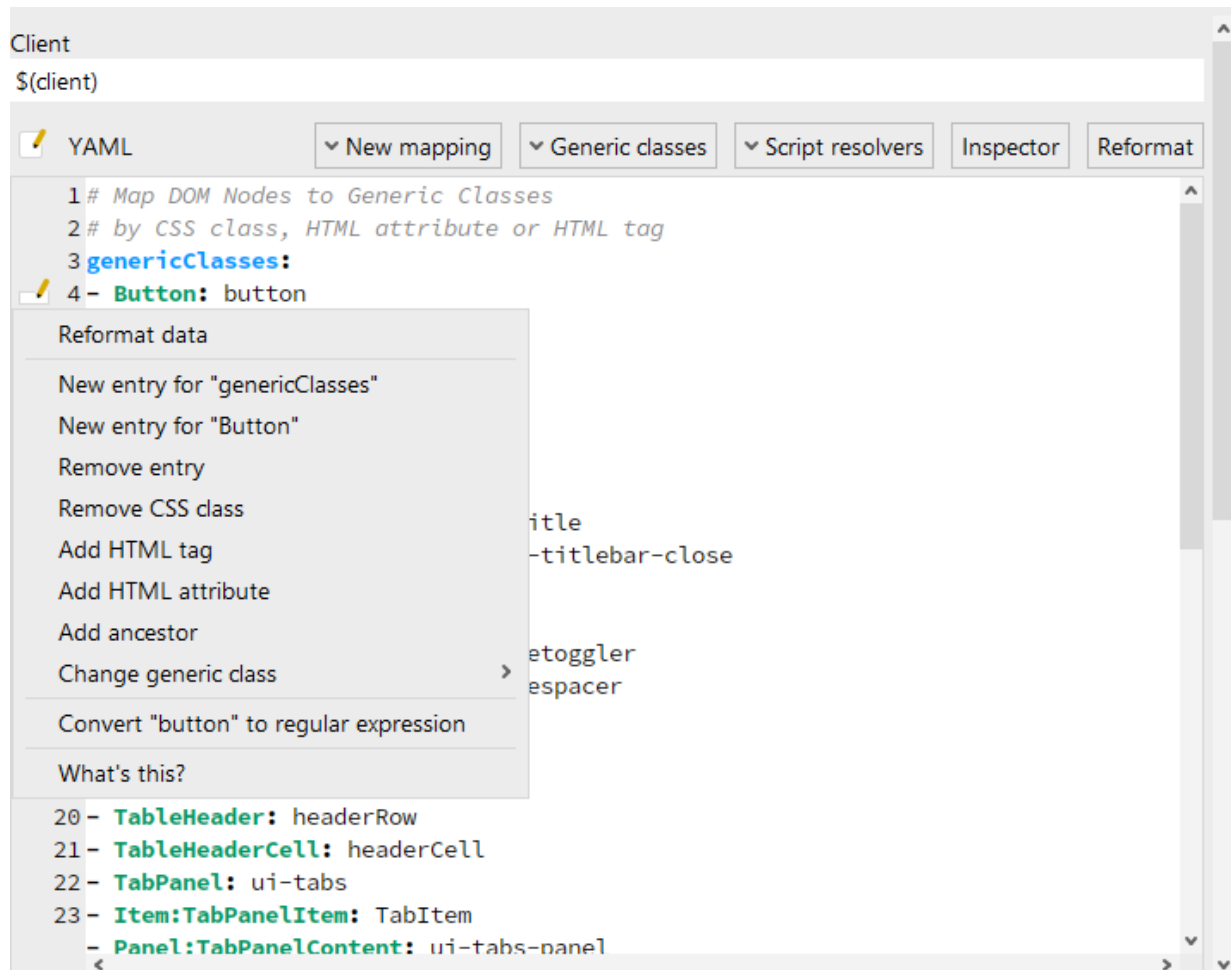 Client
$(client)
YAML
New mapping
Generic classes
Script resolvers
Inspector
Reformat
1 # Map DOM Nodes to Generic Classes
2 # by CSS class, HTML attribute or HTML tag
3 genericClasses:
4 - Button: button
Reformat data
New entry for "genericClasses"
New entry for "Button"
Remove entry
Remove CSS class
itle
Add HTML tag
-titlebar-close
Add HTML attribute
Add ancestor
etoggler
Change generic class
espacer
Convert "button" to regular expression
What's this?
20 - TableHeader: headerRow
21 - TableHeaderCell: headerCell
22 - TabPanel: ui-tabs
23 - Item:TabPanelItem: TabItem
- Panel:TabPanelContent: ui-tabs-panel